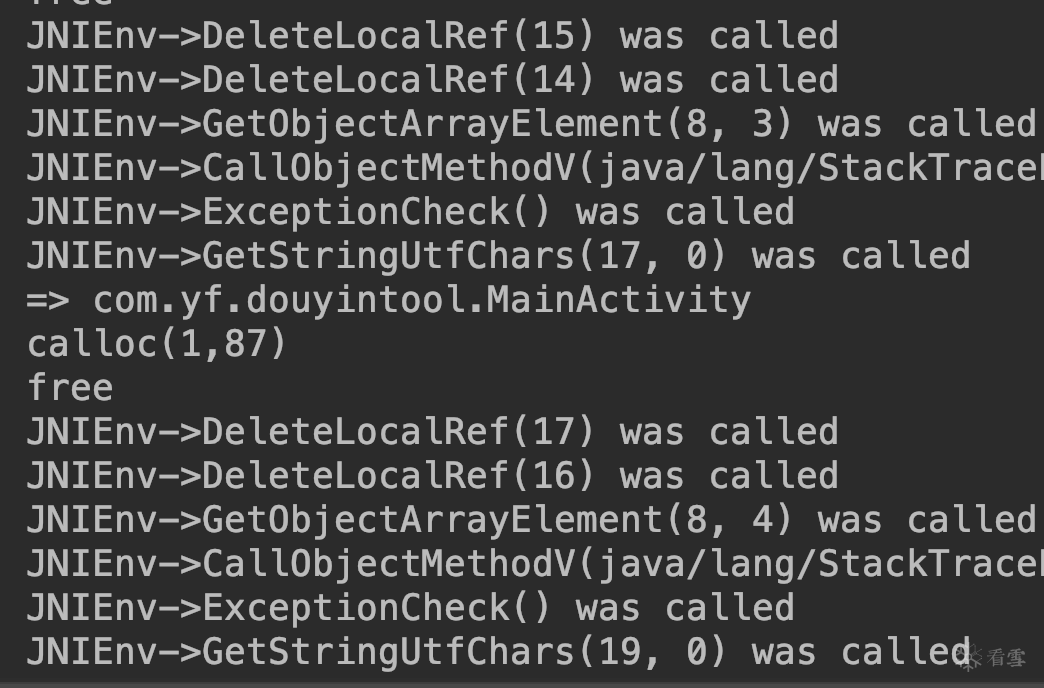 free
JNIEnv->DeleteLocalRef(15) was called
JNIEnv->DeleteLocalRef(14) was called
JNIEnv->GetObjectArrayElement(8, 3) was called
JNIEnv->CallObjectMethodV(java/lang/StackTrace
JNIEnv->ExceptionCheck() was called
JNIEnv->GetStringUtfChars(17, 0) was called
=> com.yf.douyintool.MainActivity
calloc(1,87)
free
JNIEnv->DeleteLocalRef(17) was called
JNIEnv->DeleteLocalRef(16) was called
JNIEnv->GetObjectArrayElement(8, 4) was called
JNIEnv->CallObjectMethodV(java/lang/StackTrace
JNIEnv->ExceptionCheck() was called
JNIEnv->GetStringUtfChars(19, 0) was called
看雪